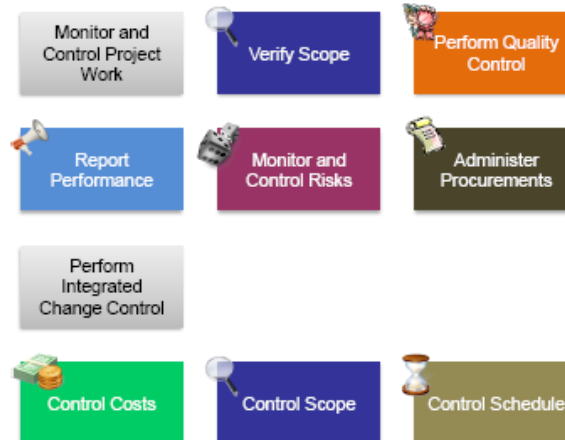 Monitor and
Control Project
Work
Verify Scope
Perform Quality
Control
Report
Performance
Monitor and
Control Risks
Administer
Procurements
Perform
Integrated
Change Control
Control Costs
Control Scope
Control Schedule